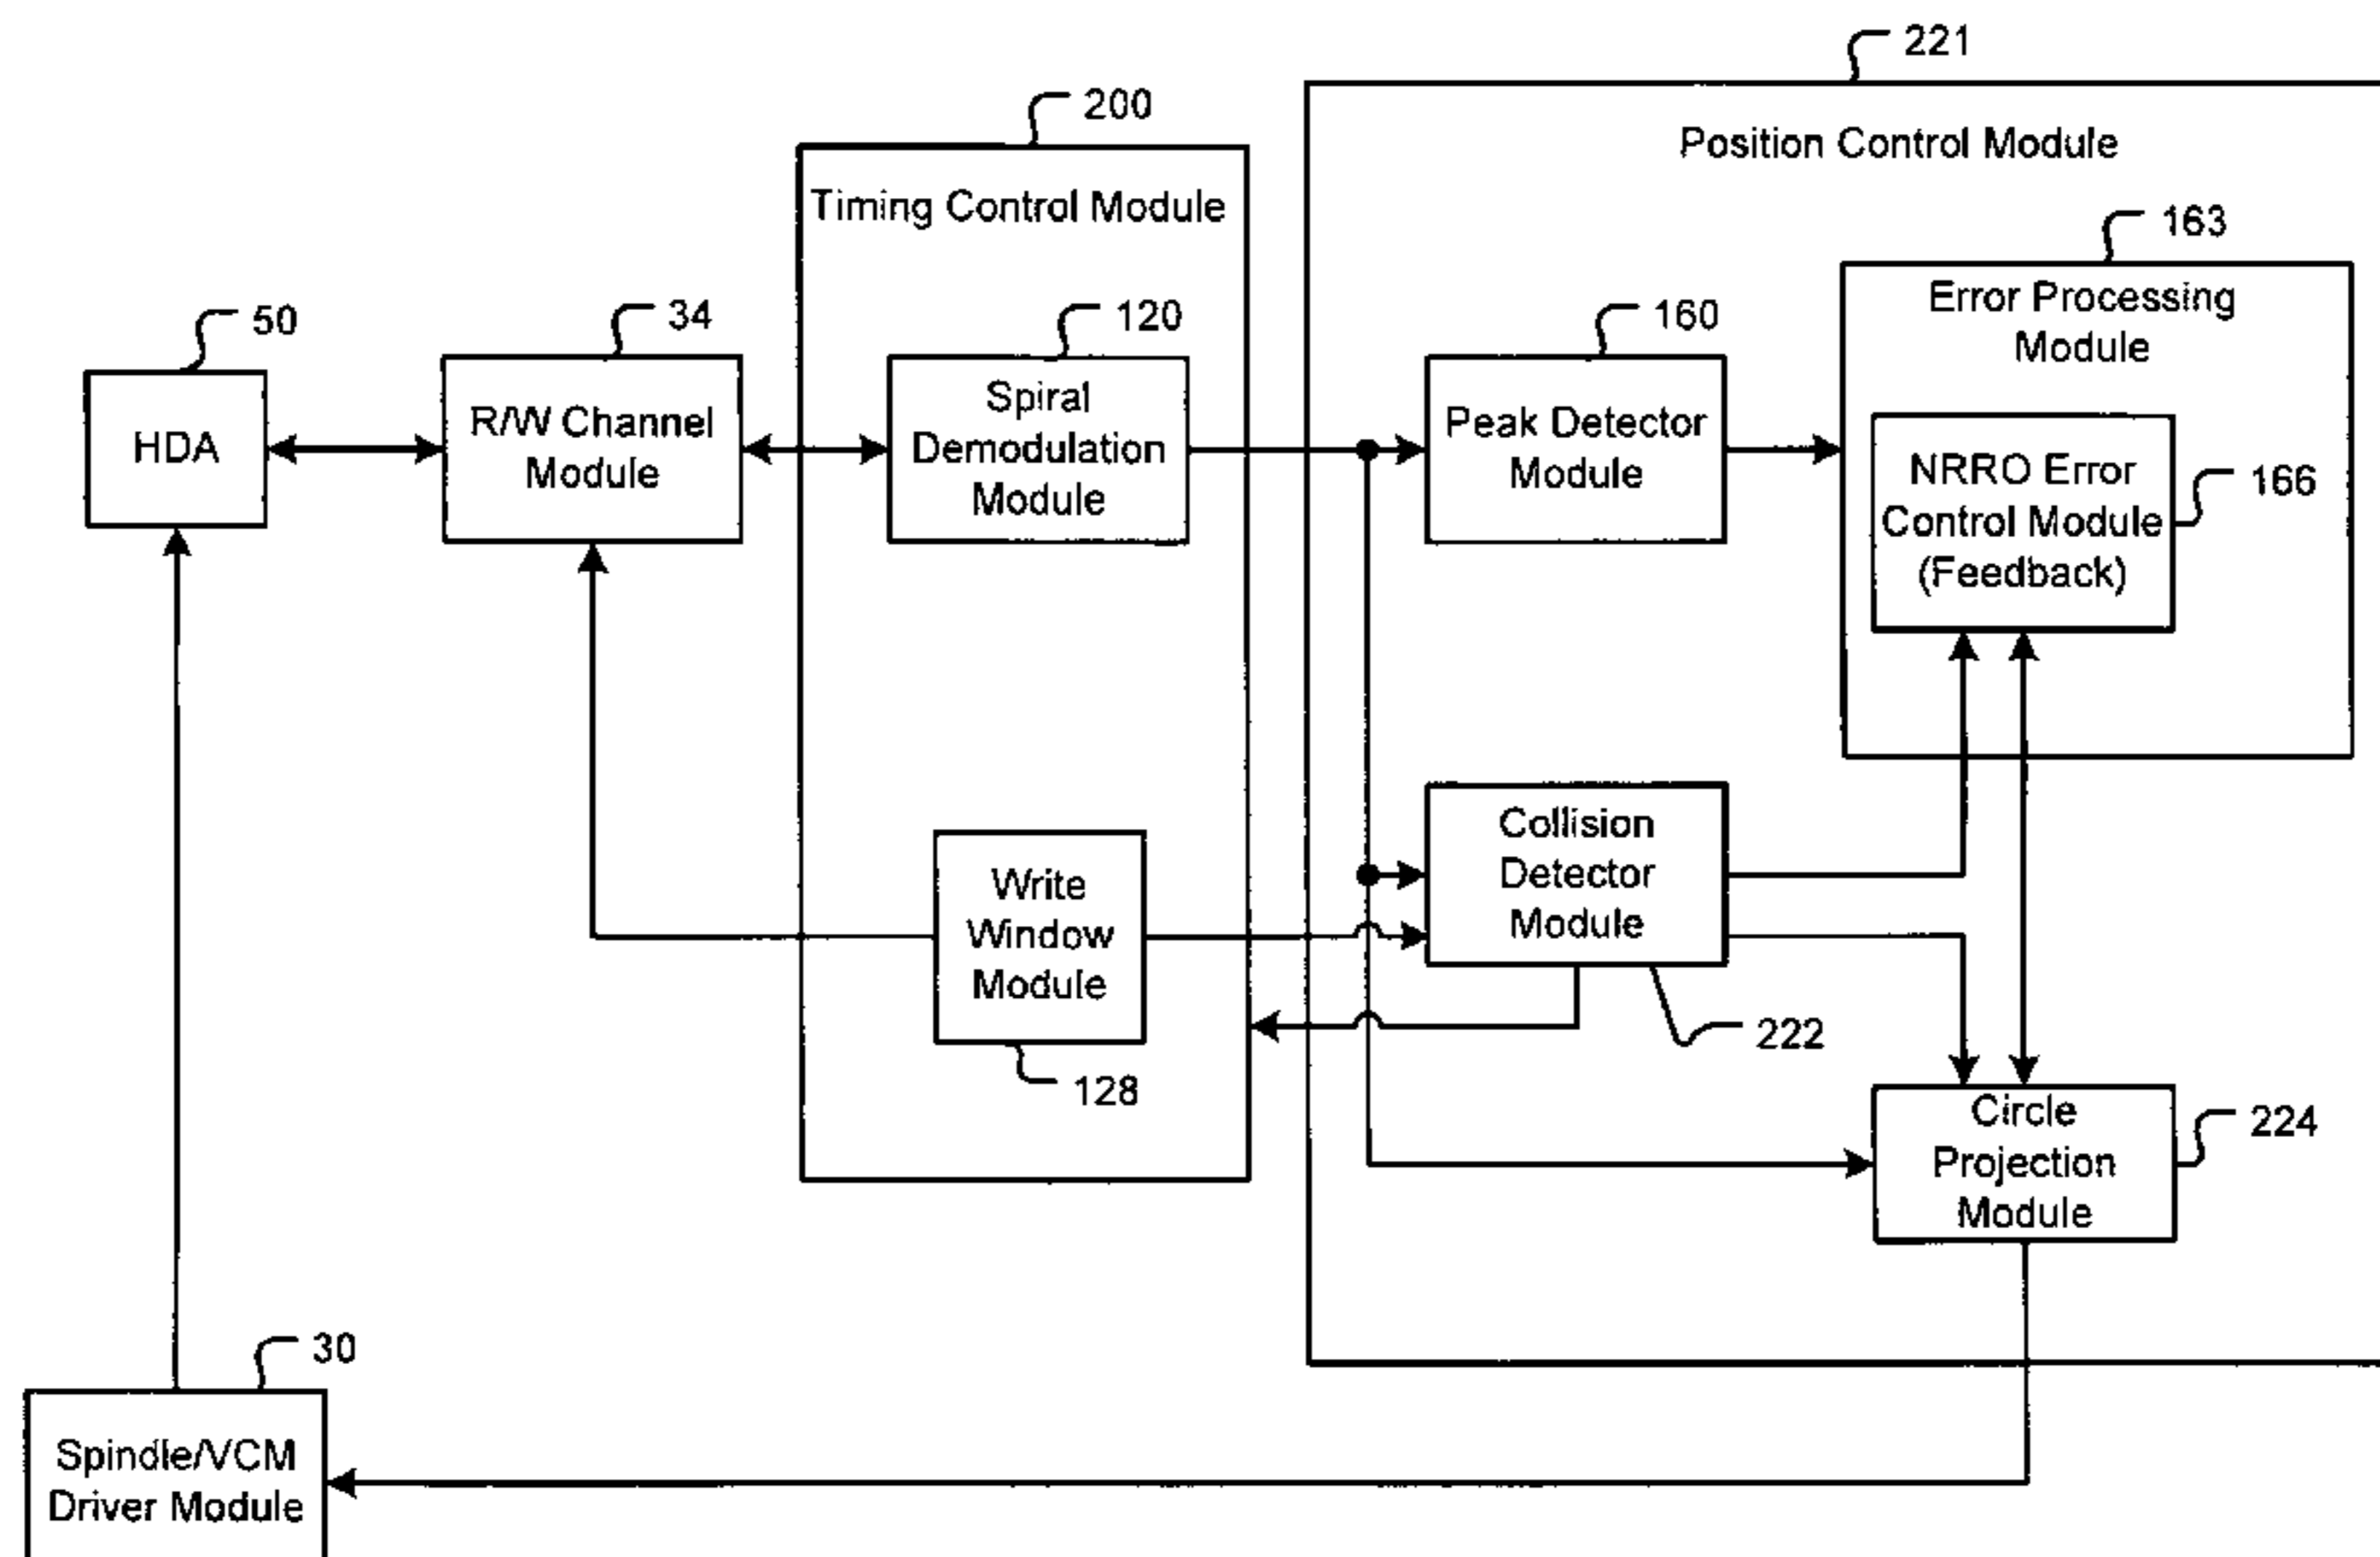 221
200
Position Control Module
Timing Control Module
163
Error Processing
Module
50
34
120
160
HDA
R/W Channel
Module
Spiral
Demodulation
Module
Peak Detector
Module
NRRO Error
Control Module
(Feedback)
166
Write
Window
Module
Collision
Detector
Module
222
128
Circle
Projection
Module
224
30
Spindle/VCM
Driver Module